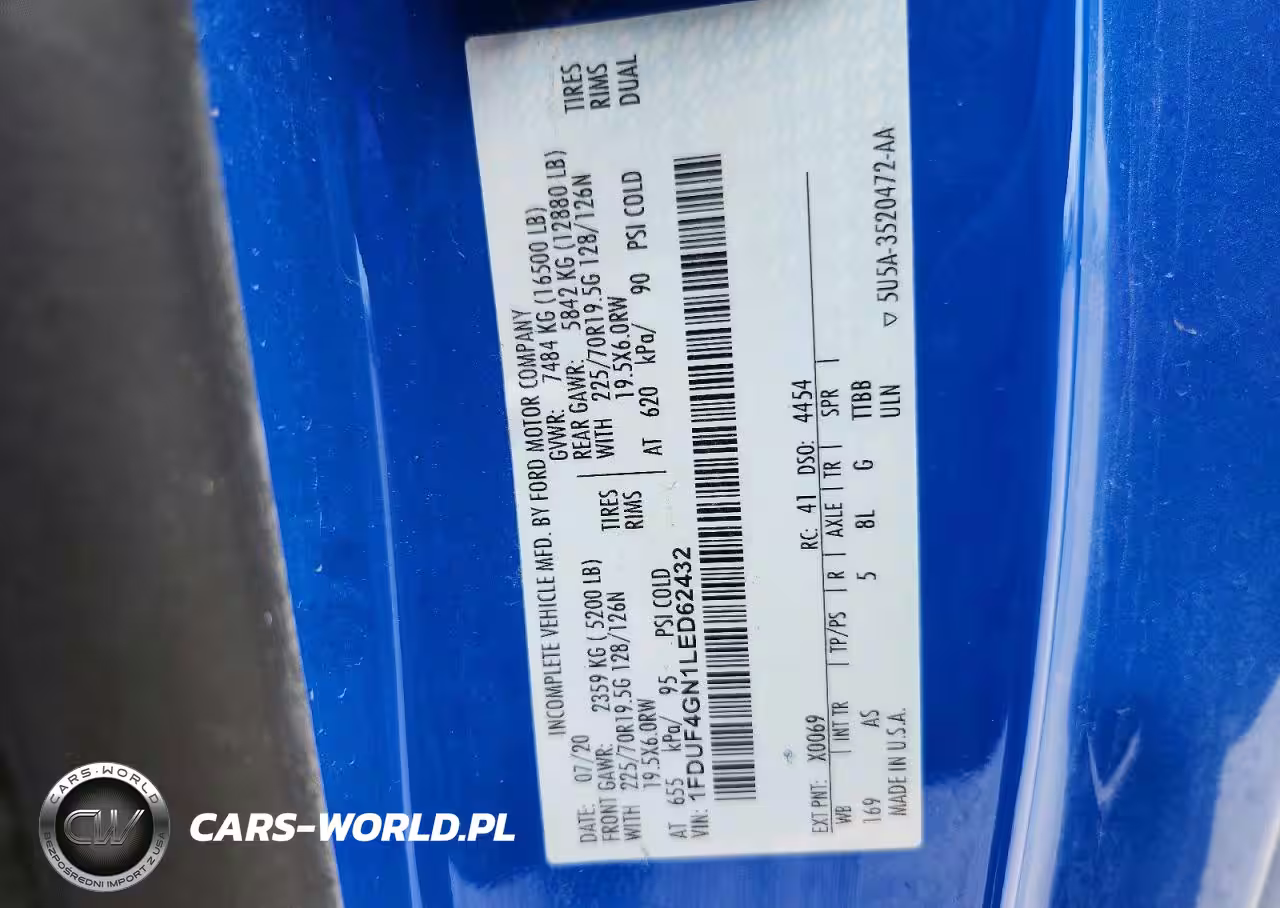 INCOMPLETE VEHICLE MFD. BY FORD MOTOR COMPANY
DATE: 07/20 GVWR: 7484 KG (16500 LB)
FRONT GAWR: 2359 KG ( 5200 LB) REAR GAWR: 5842 KG (12880 LB)
WITH 225/70R19.5G 128/126N TIRES WITH 225/70R19.5G 128/126N TIRES
19.5X6.0RW RIMS 19.5X6.0RW RIMS
AT 655 kPa/ 95 PSI COLD AT 620 kPa/ 90 PSI COLD DUAL
VIN: 1FDUF4GN1LED62432
EXT PNT: X0069 RC: 41 DSO: 4454
WB | INT TR | TP/PS | R | AXLE | TR | SPR |
169 AS 5 8L G TTBB
MADE IN U.S.A. ULN ▽ 5U5A-3520472-AA
CARS-WORLD
CW
BEZPOŚREDNI IMPORT Z USA
CARS-WORLD.PL